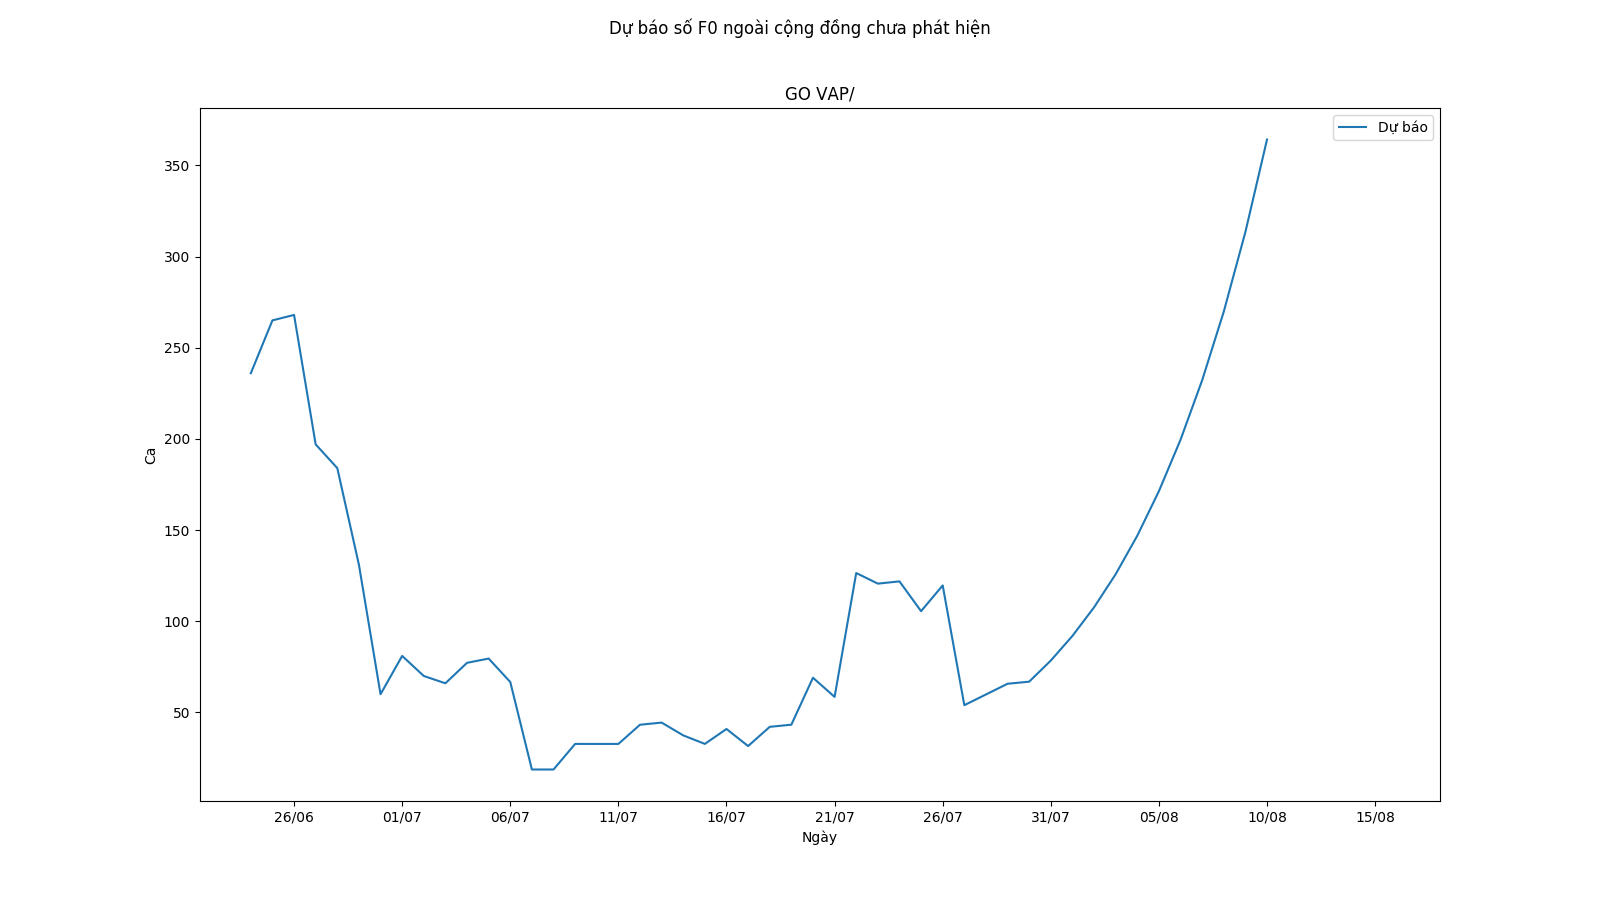 Dự báo số F0 ngoài cộng đồng chưa phát hiện
GO VAP/
Dự báo
350
300
250
200
150
100
50
Ca
26/06 01/07 06/07 11/07 16/07 21/07 26/07 31/07 05/08 10/08 15/08
Ngày